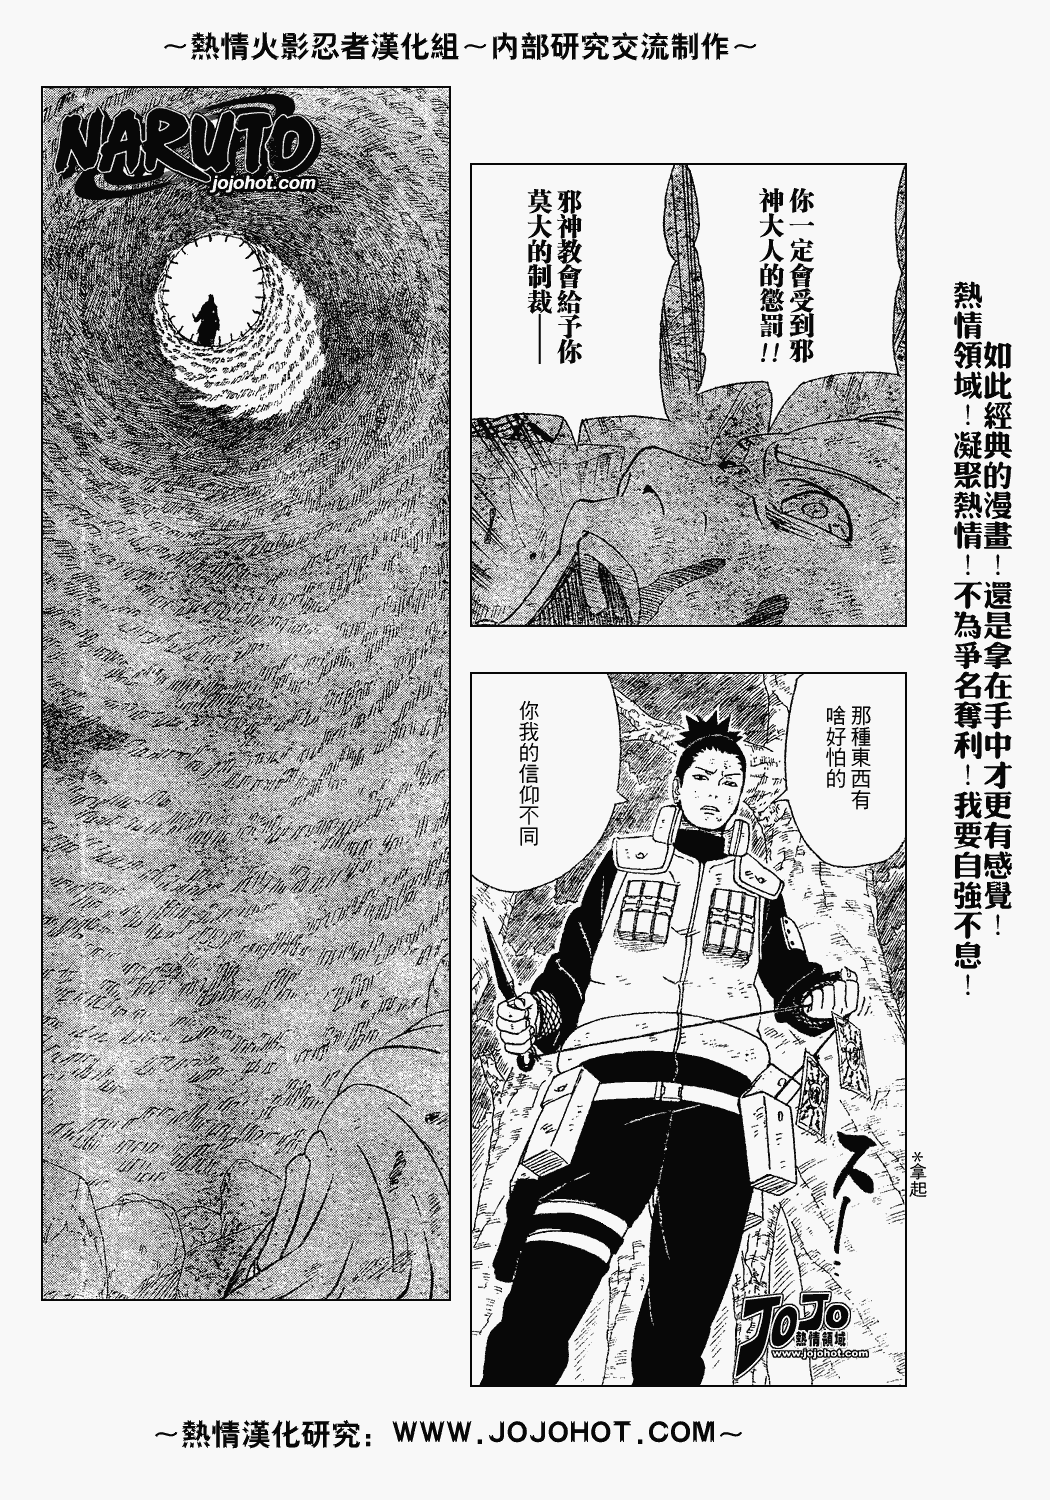 ～熱情火影忍者漢化組～内部研究交流制作～
NARUTO
jojohot.com
你一定會受到邪
神大人的懲罰!!
邪神教會給予你
莫大的制裁——
如此經典的漫畫！還是拿在手中才更有感覺！
熱情領域！凝聚熱情！不為爭名奪利！我要自強不息！
那種東西有
啥好怕的
你我的信仰不同
スー…
*拿起
JOJO
熱情領域
www.jojohot.com
～熱情漢化研究：WWW.JOJOHOT.COM～